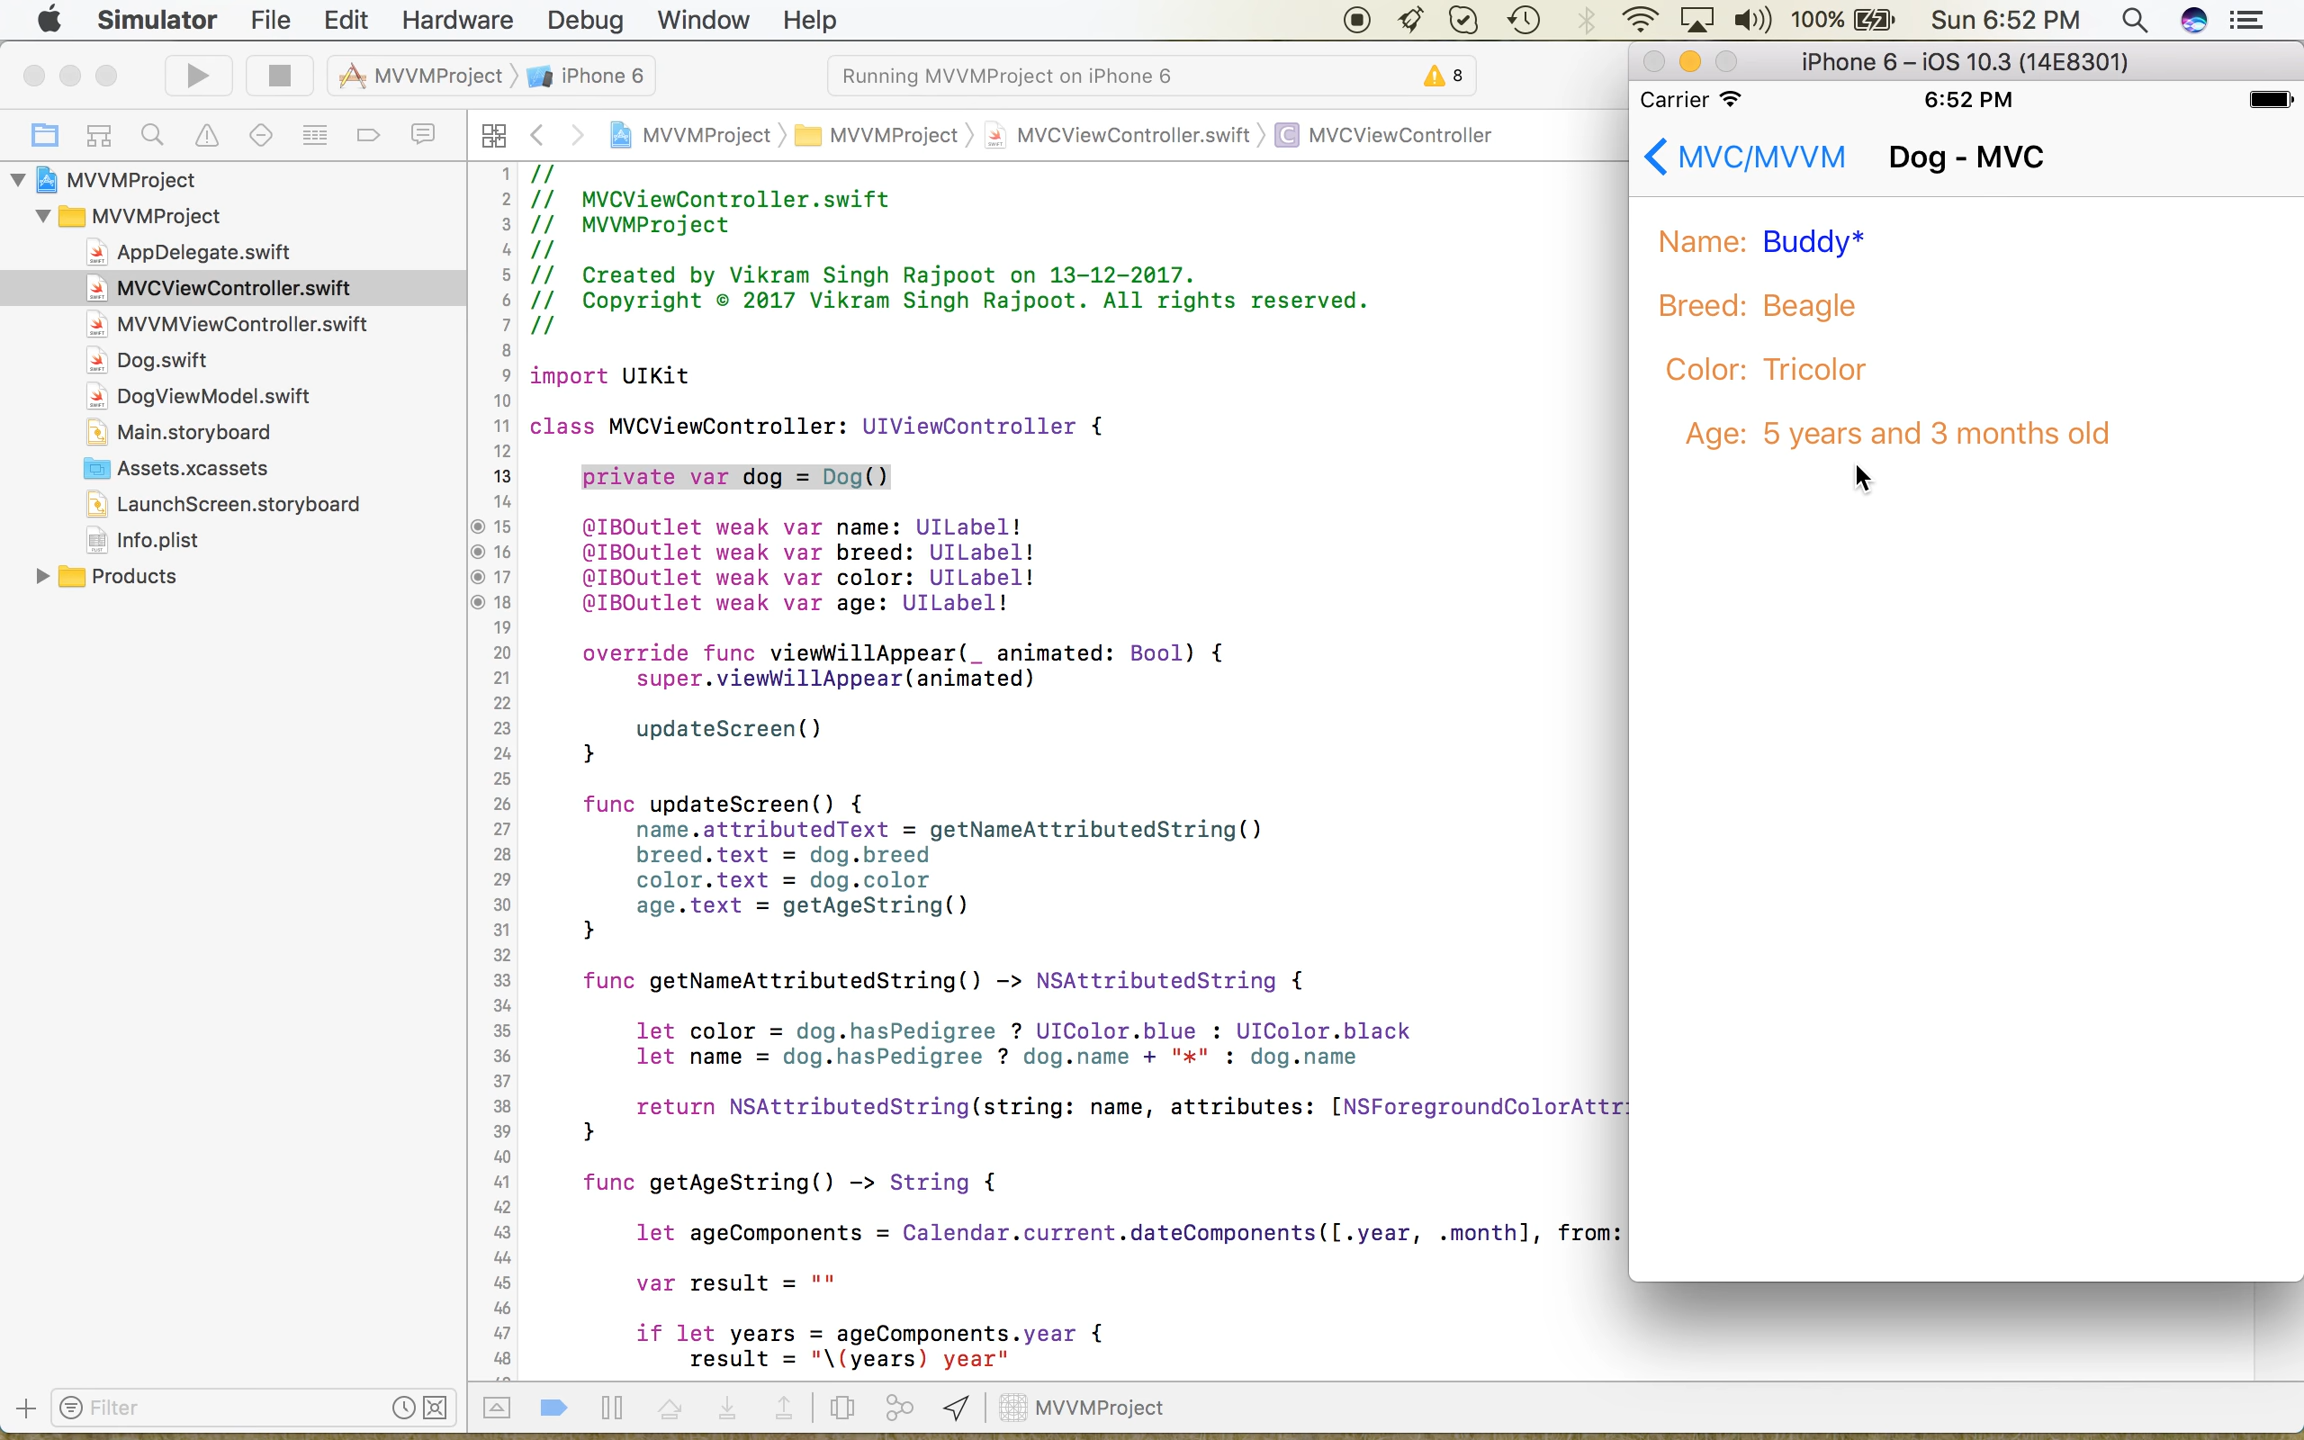 Simulator File Edit Hardware Debug Window Help 100% Sun 6:52 PM
MVVMProject iPhone 6 Running MVVMProject on iPhone 6 8
MVVMProject MVVMProject MVCViewController.swift C MVCViewController
MVVMProject
MVVMProject
AppDelegate.swift
MVCViewController.swift
MVVMViewController.swift
Dog.swift
DogViewModel.swift
Main.storyboard
Assets.xcassets
LaunchScreen.storyboard
Info.plist
Products
Filter
1 //
2 // MVCViewController.swift
3 // MVVMProject
4 //
5 // Created by Vikram Singh Rajpoot on 13-12-2017.
6 // Copyright © 2017 Vikram Singh Rajpoot. All rights reserved.
7 //
8
9 import UIKit
10
11 class MVCViewController: UIViewController {
12
13 private var dog = Dog()
14
15 @IBOutlet weak var name: UILabel!
16 @IBOutlet weak var breed: UILabel!
17 @IBOutlet weak var color: UILabel!
18 @IBOutlet weak var age: UILabel!
19
20 override func viewWillAppear(_ animated: Bool) {
21 super.viewWillAppear(animated)
22
23 updateScreen()
24 }
25
26 func updateScreen() {
27 name.attributedText = getNameAttributedString()
28 breed.text = dog.breed
29 color.text = dog.color
30 age.text = getAgeString()
31 }
32
33 func getNameAttributedString() -> NSAttributedString {
34
35 let color = dog.hasPedigree ? UIColor.blue : UIColor.black
36 let name = dog.hasPedigree ? dog.name + "*" : dog.name
37
38 return NSAttributedString(string: name, attributes: [NSForegroundColorAttri
39 }
40
41 func getAgeString() -> String {
42
43 let ageComponents = Calendar.current.dateComponents([.year, .month], from:
44
45 var result = ""
46
47 if let years = ageComponents.year {
48 result = "\(years) year"
MVVMProject
iPhone 6 – iOS 10.3 (14E8301)
Carrier 6:52 PM
MVC/MVVM Dog - MVC
Name: Buddy*
Breed: Beagle
Color: Tricolor
Age: 5 years and 3 months old